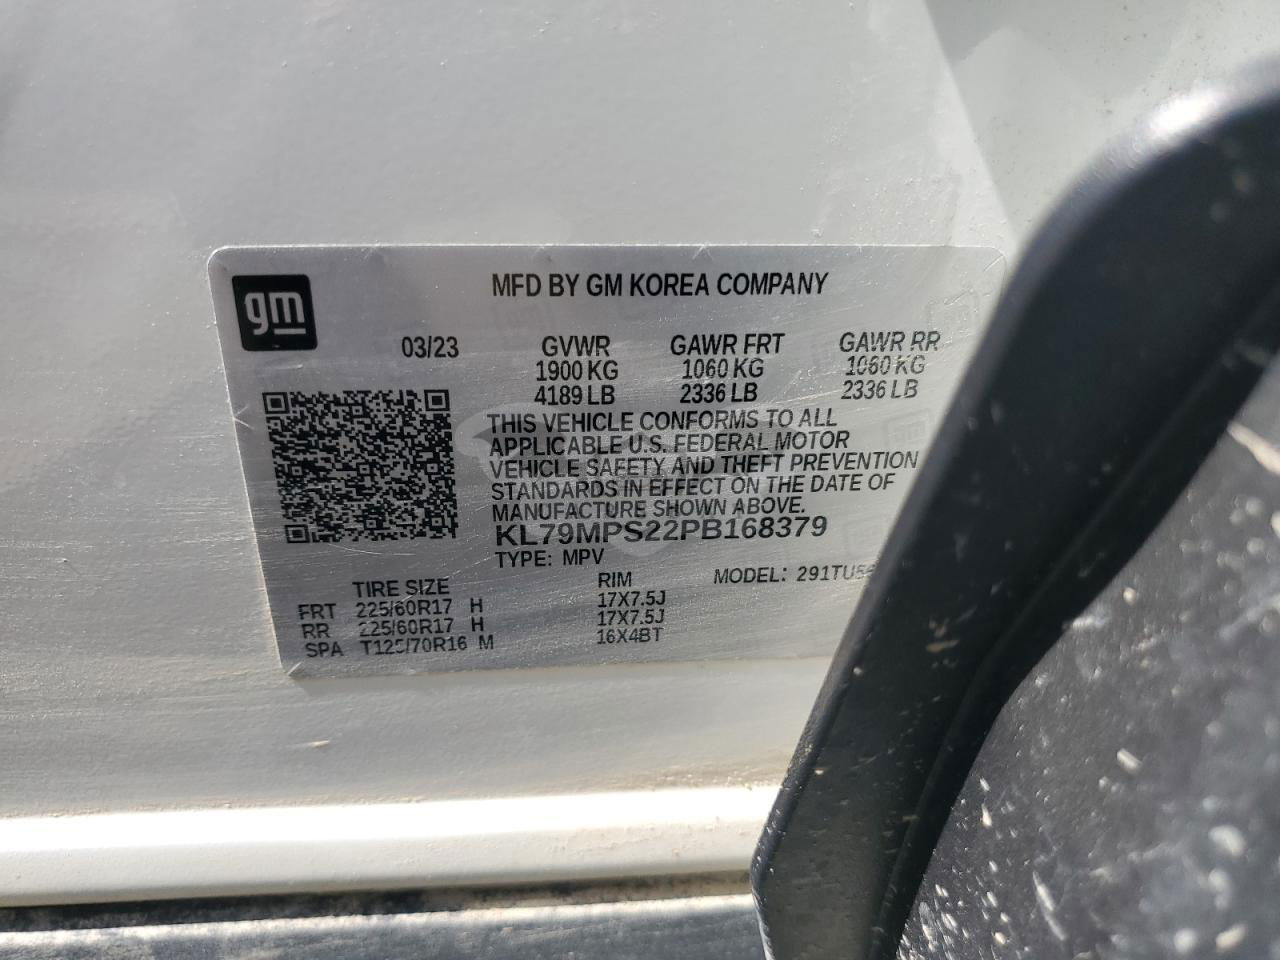 gm
MFD BY GM KOREA COMPANY
03/23 GVWR GAWR FRT GAWR RR
1900 KG 1060 KG 1060 KG
4189 LB 2336 LB 2336 LB
THIS VEHICLE CONFORMS TO ALL
APPLICABLE U.S. FEDERAL MOTOR
VEHICLE SAFETY AND THEFT PREVENTION
STANDARDS IN EFFECT ON THE DATE OF
MANUFACTURE SHOWN ABOVE.
KL79MPS22PB168379
TYPE: MPV
MODEL:
TIRE SIZE RIM
FRT 225/60R17 H 17X7.5J
RR 225/60R17 H 17X7.5J
SPA T125/70R16 M 16X4BT